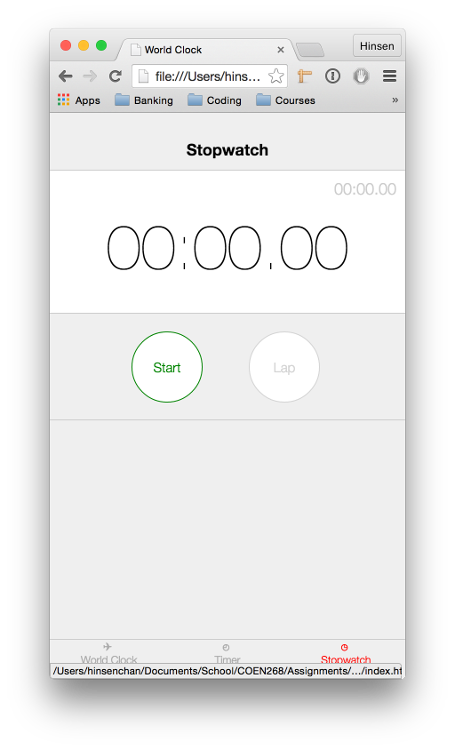 World Clock
Hinsen
file:///Users/hins...
Apps Banking Coding Courses »
Stopwatch
00:00.00
00:00.00
Start Lap
World Clock Timer Stopwatch
/Users/hinsenchan/Documents/School/COEN268/Assignments/.../index.ht